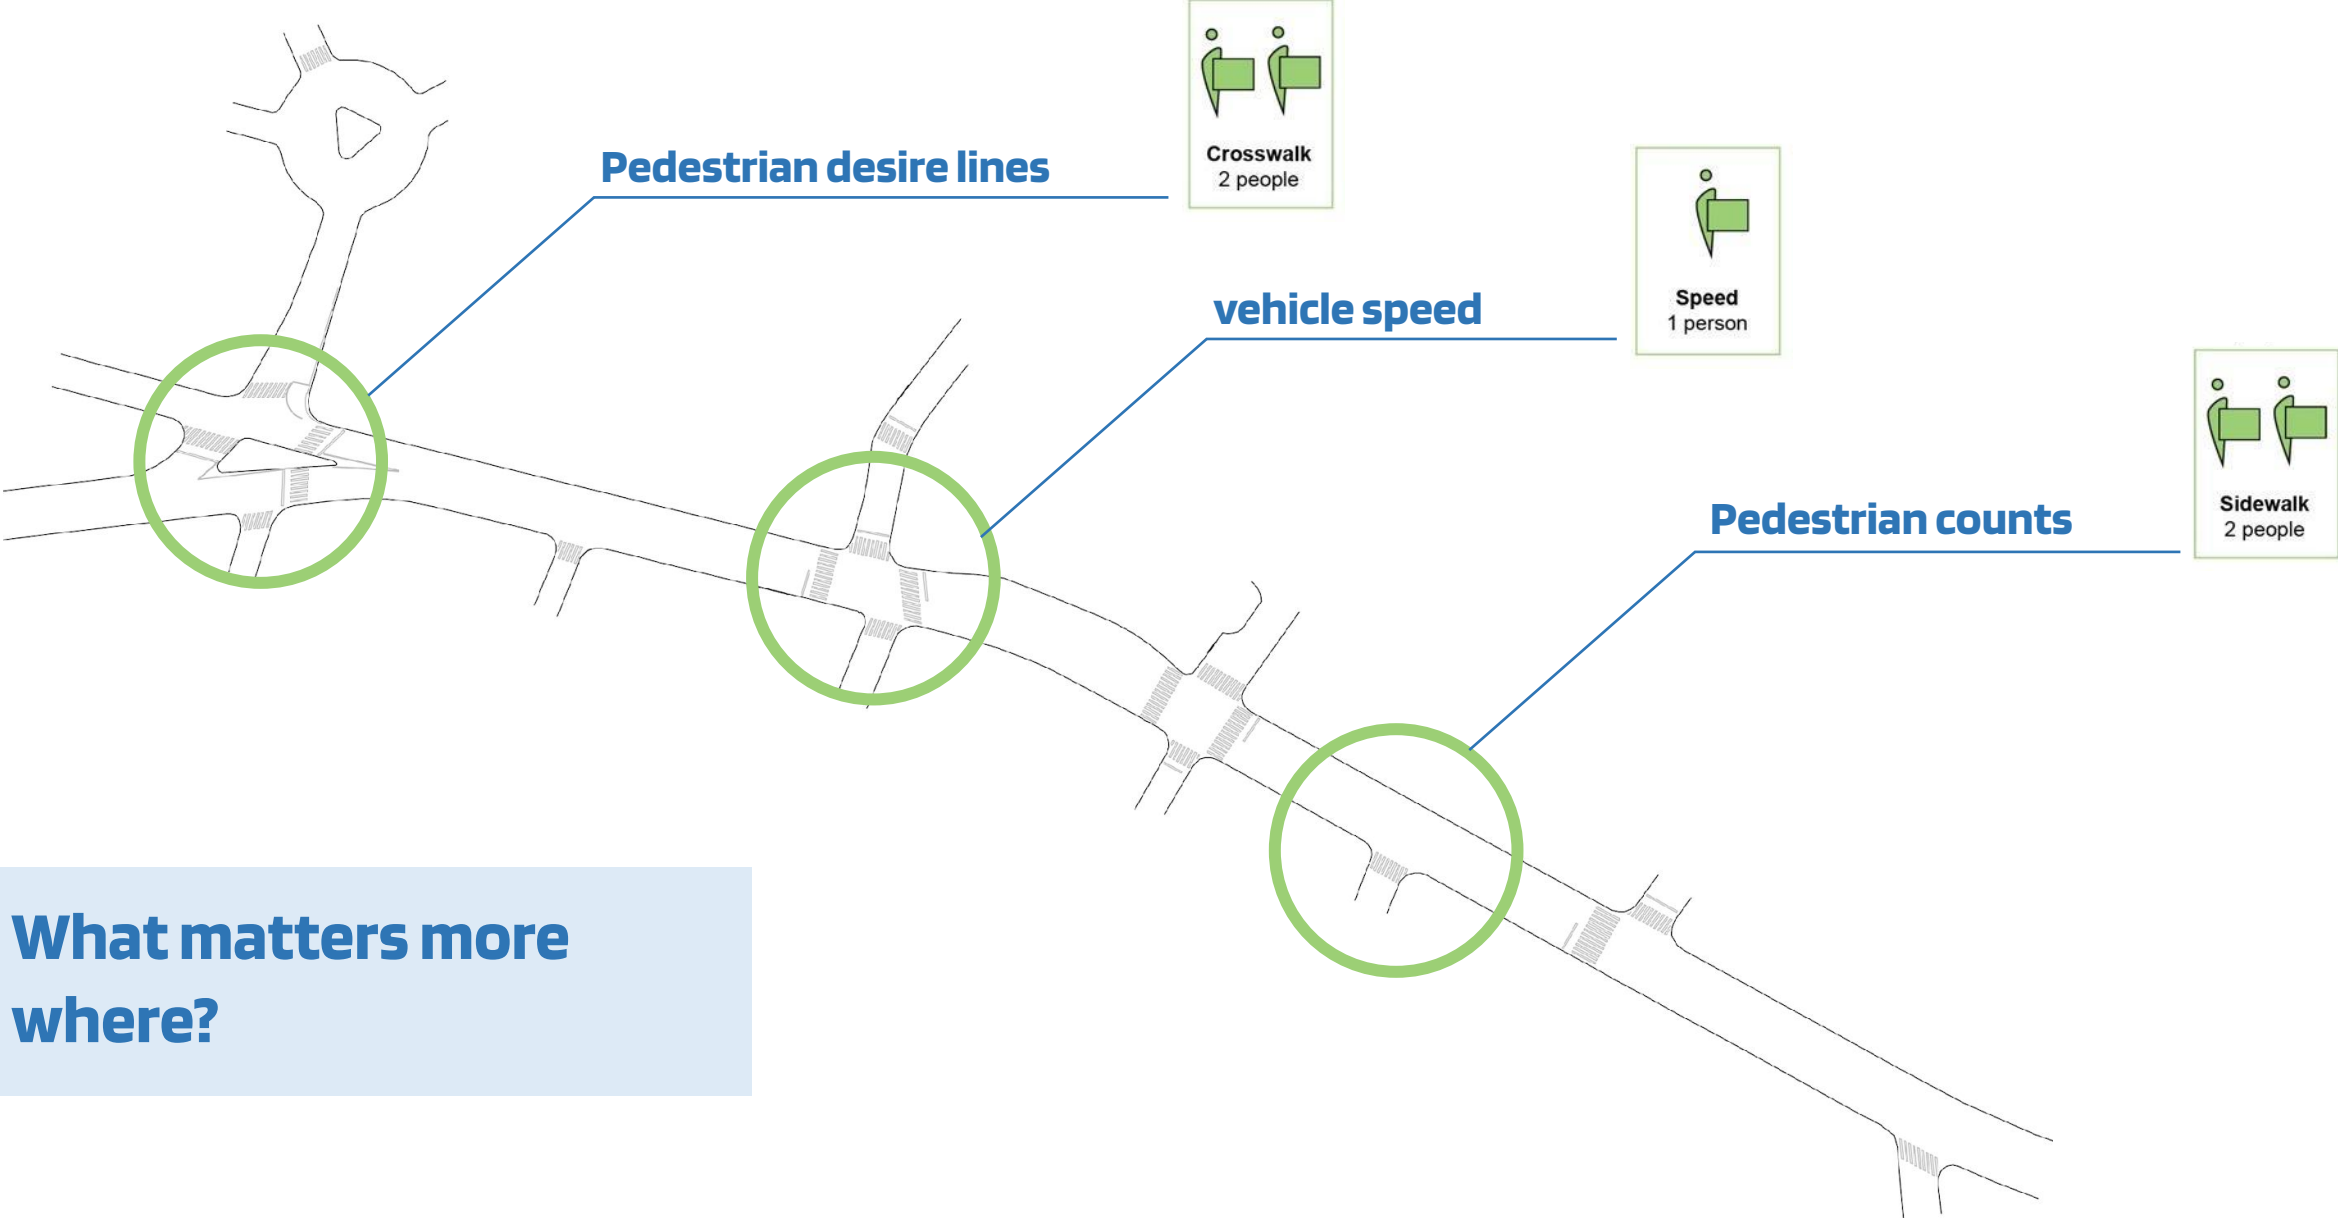 Crosswalk
2 people
Pedestrian desire lines
Speed
1 person
vehicle speed
Sidewalk
2 people
Pedestrian counts
What matters more
where?